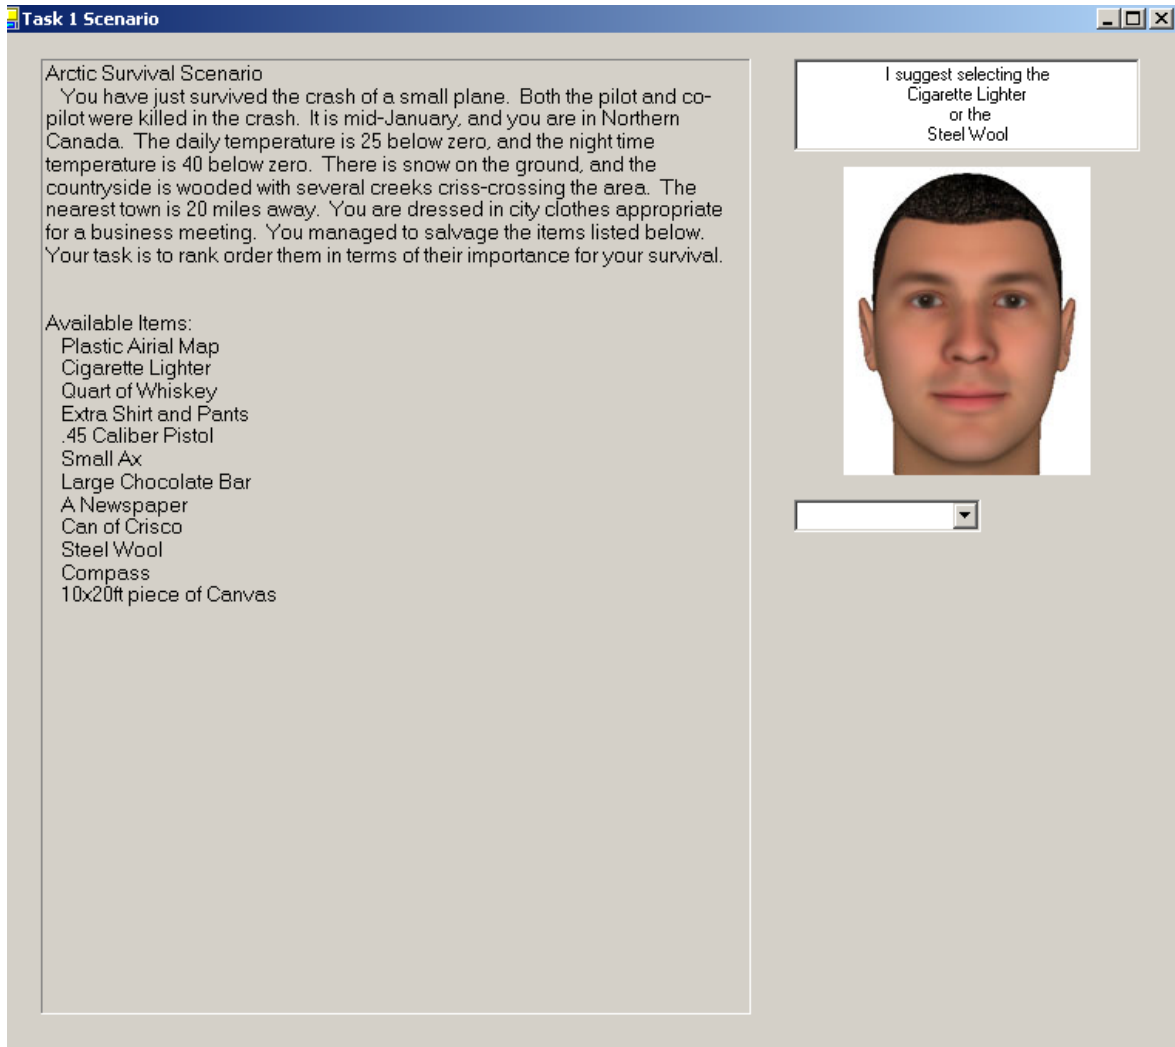 Task 1 Scenario
Arctic Survival Scenario
You have just survived the crash of a small plane. Both the pilot and co-
pilot were killed in the crash. It is mid-January, and you are in Northern
Canada. The daily temperature is 25 below zero, and the night time
temperature is 40 below zero. There is snow on the ground, and the
countryside is wooded with several creeks criss-crossing the area. The
nearest town is 20 miles away. You are dressed in city clothes appropriate
for a business meeting. You managed to salvage the items listed below.
Your task is to rank order them in terms of their importance for your survival.
Available Items:
Plastic Airial Map
Cigarette Lighter
Quart of Whiskey
Extra Shirt and Pants
.45 Caliber Pistol
Small Ax
Large Chocolate Bar
A Newspaper
Can of Crisco
Steel Wool
Compass
10x20ft piece of Canvas
I suggest selecting the
Cigarette Lighter
or the
Steel Wool